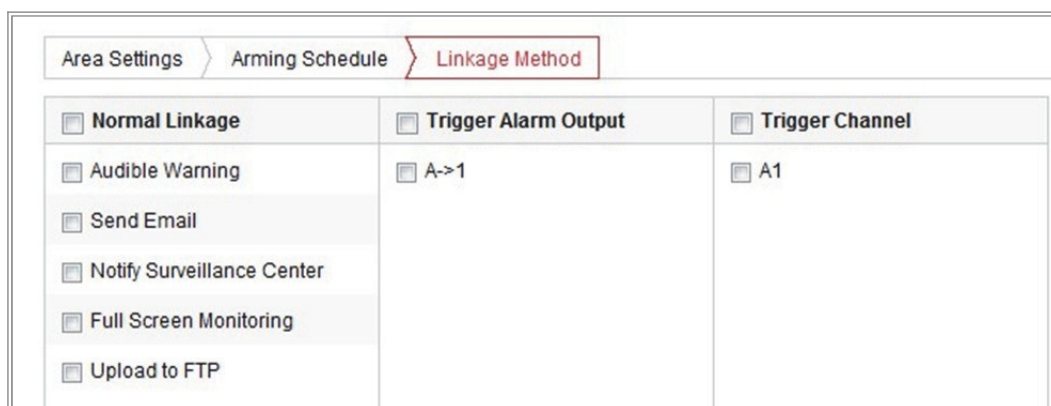 Area Settings Arming Schedule Linkage Method
Normal Linkage Trigger Alarm Output Trigger Channel
Audible Warning A->1 A1
Send Email
Notify Surveillance Center
Full Screen Monitoring
Upload to FTP